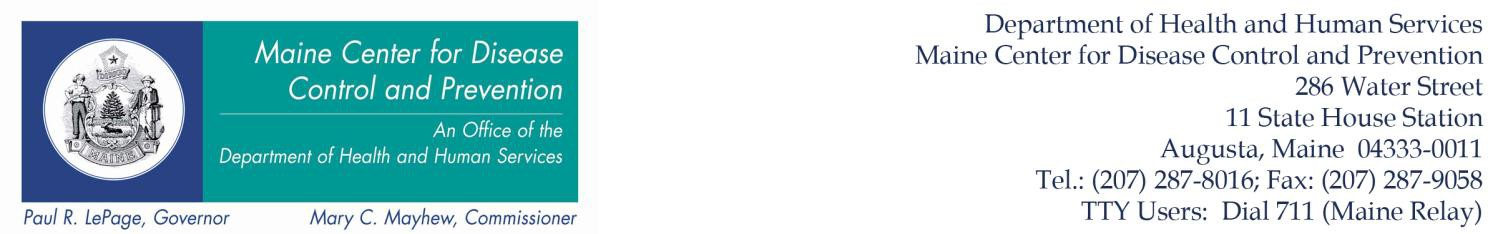 Maine Center for Disease
Control and Prevention
An Office of the
Department of Health and Human Services
MAINE
Paul R. LePage, Governor Mary C. Mayhew, Commissioner
Department of Health and Human Services
Maine Center for Disease Control and Prevention
286 Water Street
11 State House Station
Augusta, Maine 04333-0011
Tel.: (207) 287-8016; Fax: (207) 287-9058
TTY Users: Dial 711 (Maine Relay)